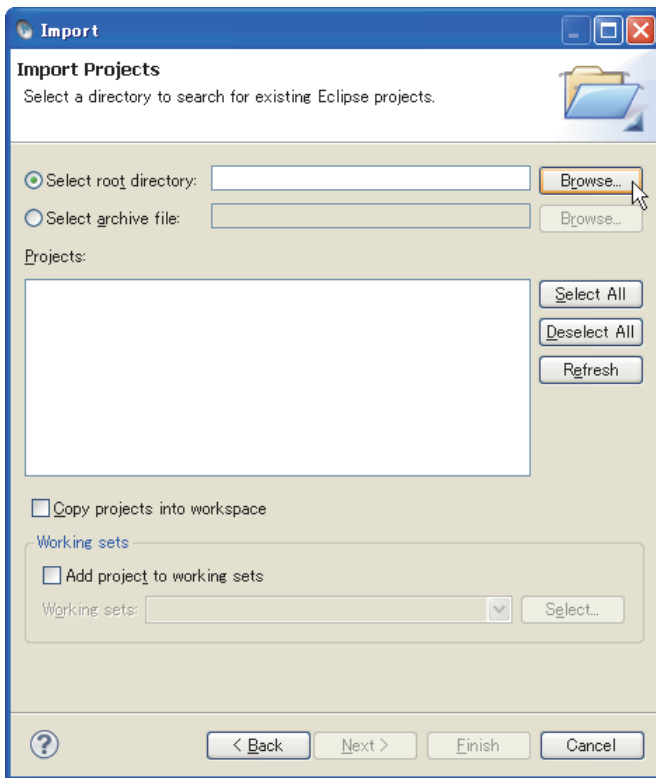 Import
Import Projects
Select a directory to search for existing Eclipse projects.
Select root directory: Browse...
Select archive file: Browse...
Projects:
Select All
Deselect All
Refresh
Copy projects into workspace
Working sets
Add project to working sets
Working sets: Select...
? < Back Next > Finish Cancel